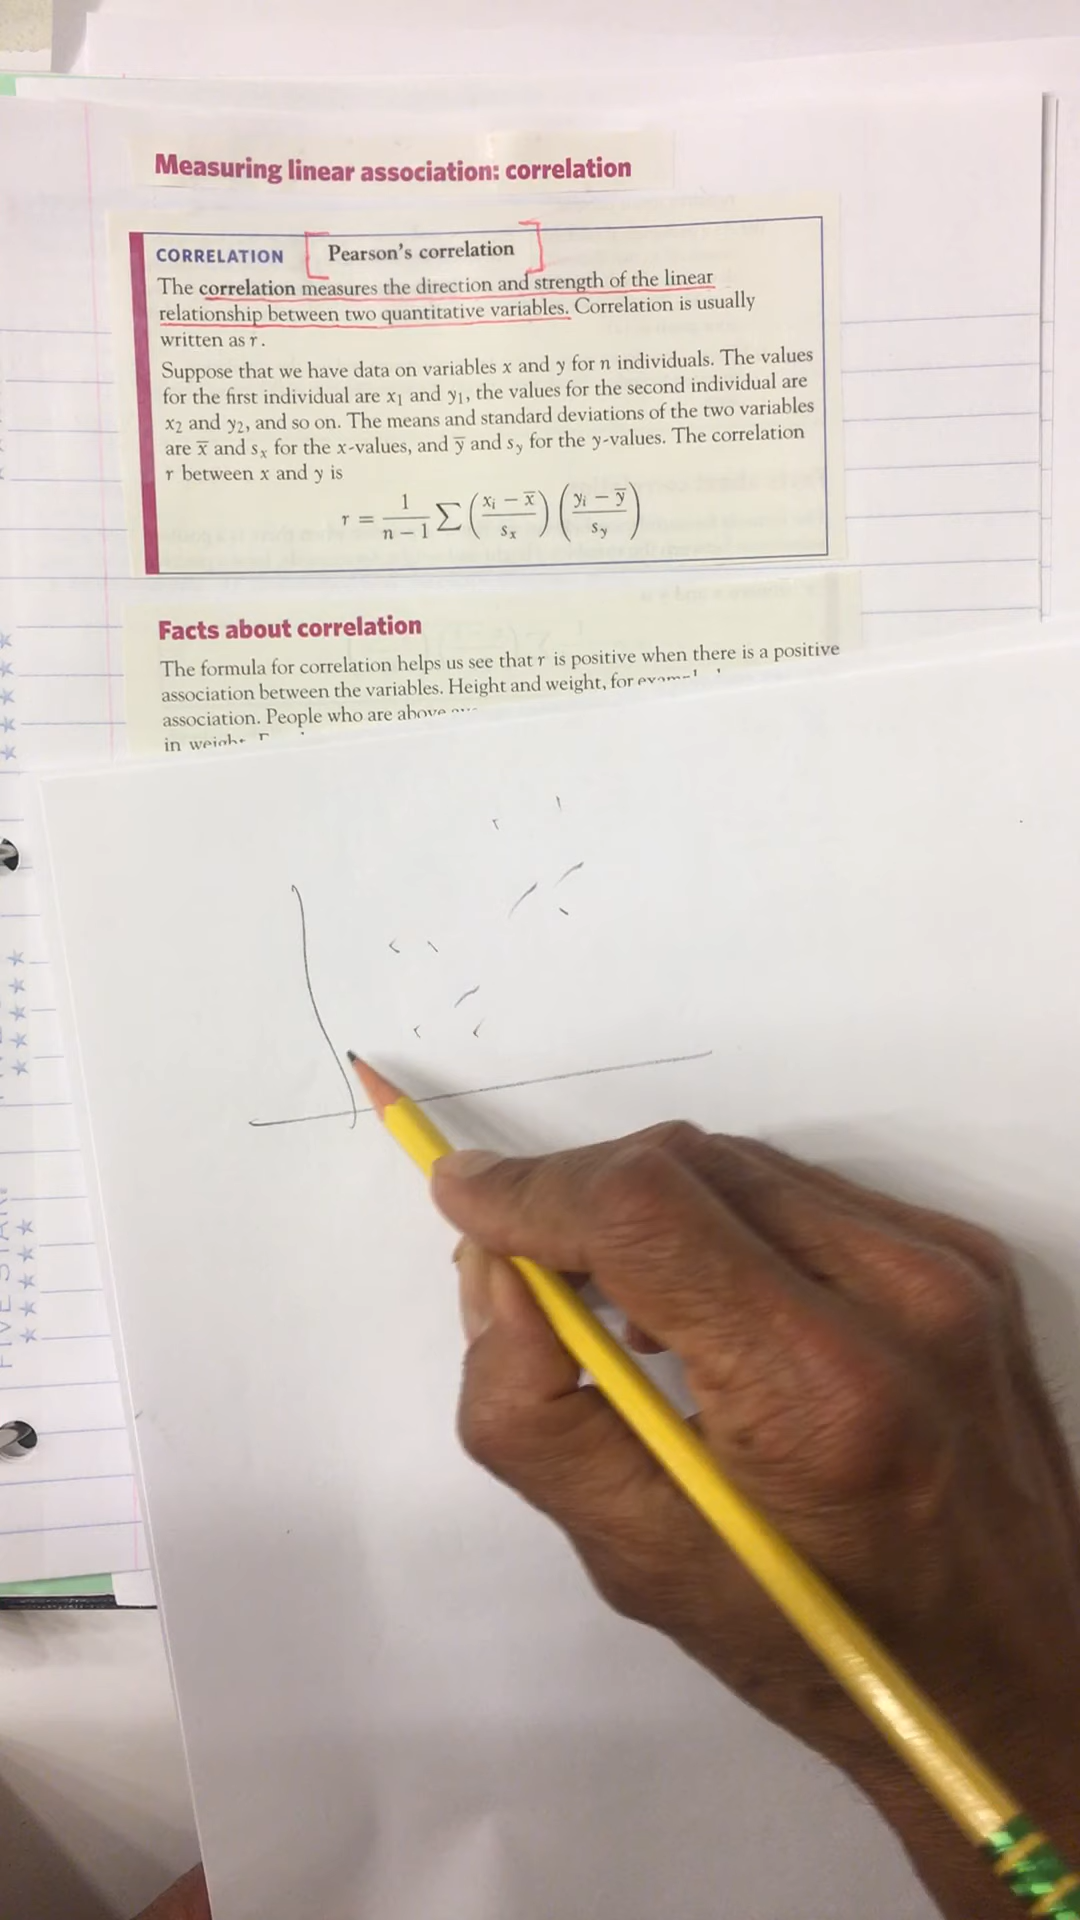 Measuring linear association: correlation
CORRELATION Pearson's correlation
The correlation measures the direction and strength of the linear
relationship between two quantitative variables. Correlation is usually
written as r.
Suppose that we have data on variables x and y for n individuals. The values
for the first individual are x₁ and y₁, the values for the second individual are
x₂ and y₂, and so on. The means and standard deviations of the two variables
are x̅ and sₓ for the x-values, and y̅ and s_y for the y-values. The correlation
r between x and y is
r = 1/(n − 1) ∑ ((xᵢ − x̅)/sₓ) ((yᵢ − y̅)/s_y)
Facts about correlation
The formula for correlation helps us see that r is positive when there is a positive
association between the variables. Height and weight, for
association. People who are above
in
FIVE STAR